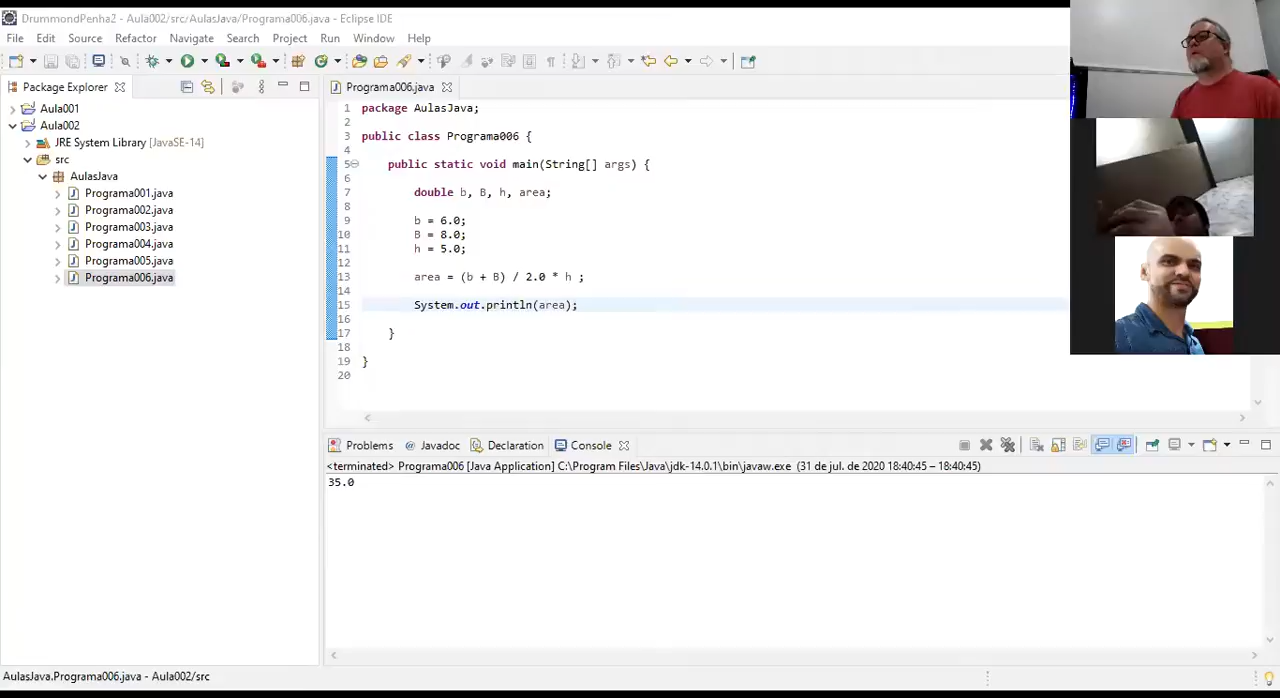 DrummondPenha2 - Aula002/src/AulasJava/Programa006.java - Eclipse IDE
File Edit Source Refactor Navigate Search Project Run Window Help
Package Explorer
Programa006.java
Aula001
Aula002
JRE System Library [JavaSE-14]
src
AulasJava
Programa001.java
Programa002.java
Programa003.java
Programa004.java
Programa005.java
Programa006.java
1 package AulasJava;
2
3 public class Programa006 {
4
5 public static void main(String[] args) {
6
7 double b, B, h, area;
8
9 b = 6.0;
10 B = 8.0;
11 h = 5.0;
12
13 area = (b + B) / 2.0 * h ;
14
15 System.out.println(area);
16
17 }
18
19 }
20
Problems @ Javadoc Declaration Console
<terminated> Programa006 [Java Application] C:\Program Files\Java\jdk-14.0.1\bin\javaw.exe (31 de jul. de 2020 18:40:45 – 18:40:45)
35.0
AulasJava.Programa006.java - Aula002/src